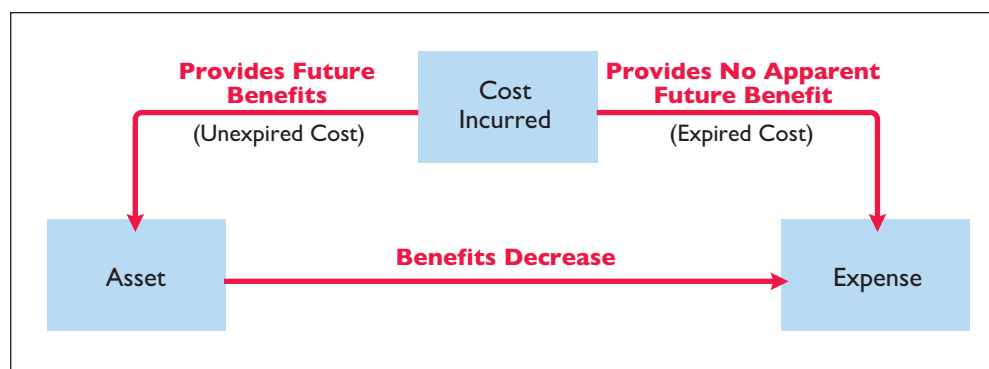 Provides Future
Benefits
(Unexpired Cost)
Cost
Incurred
Provides No Apparent
Future Benefit
(Expired Cost)
Asset
Benefits Decrease
Expense